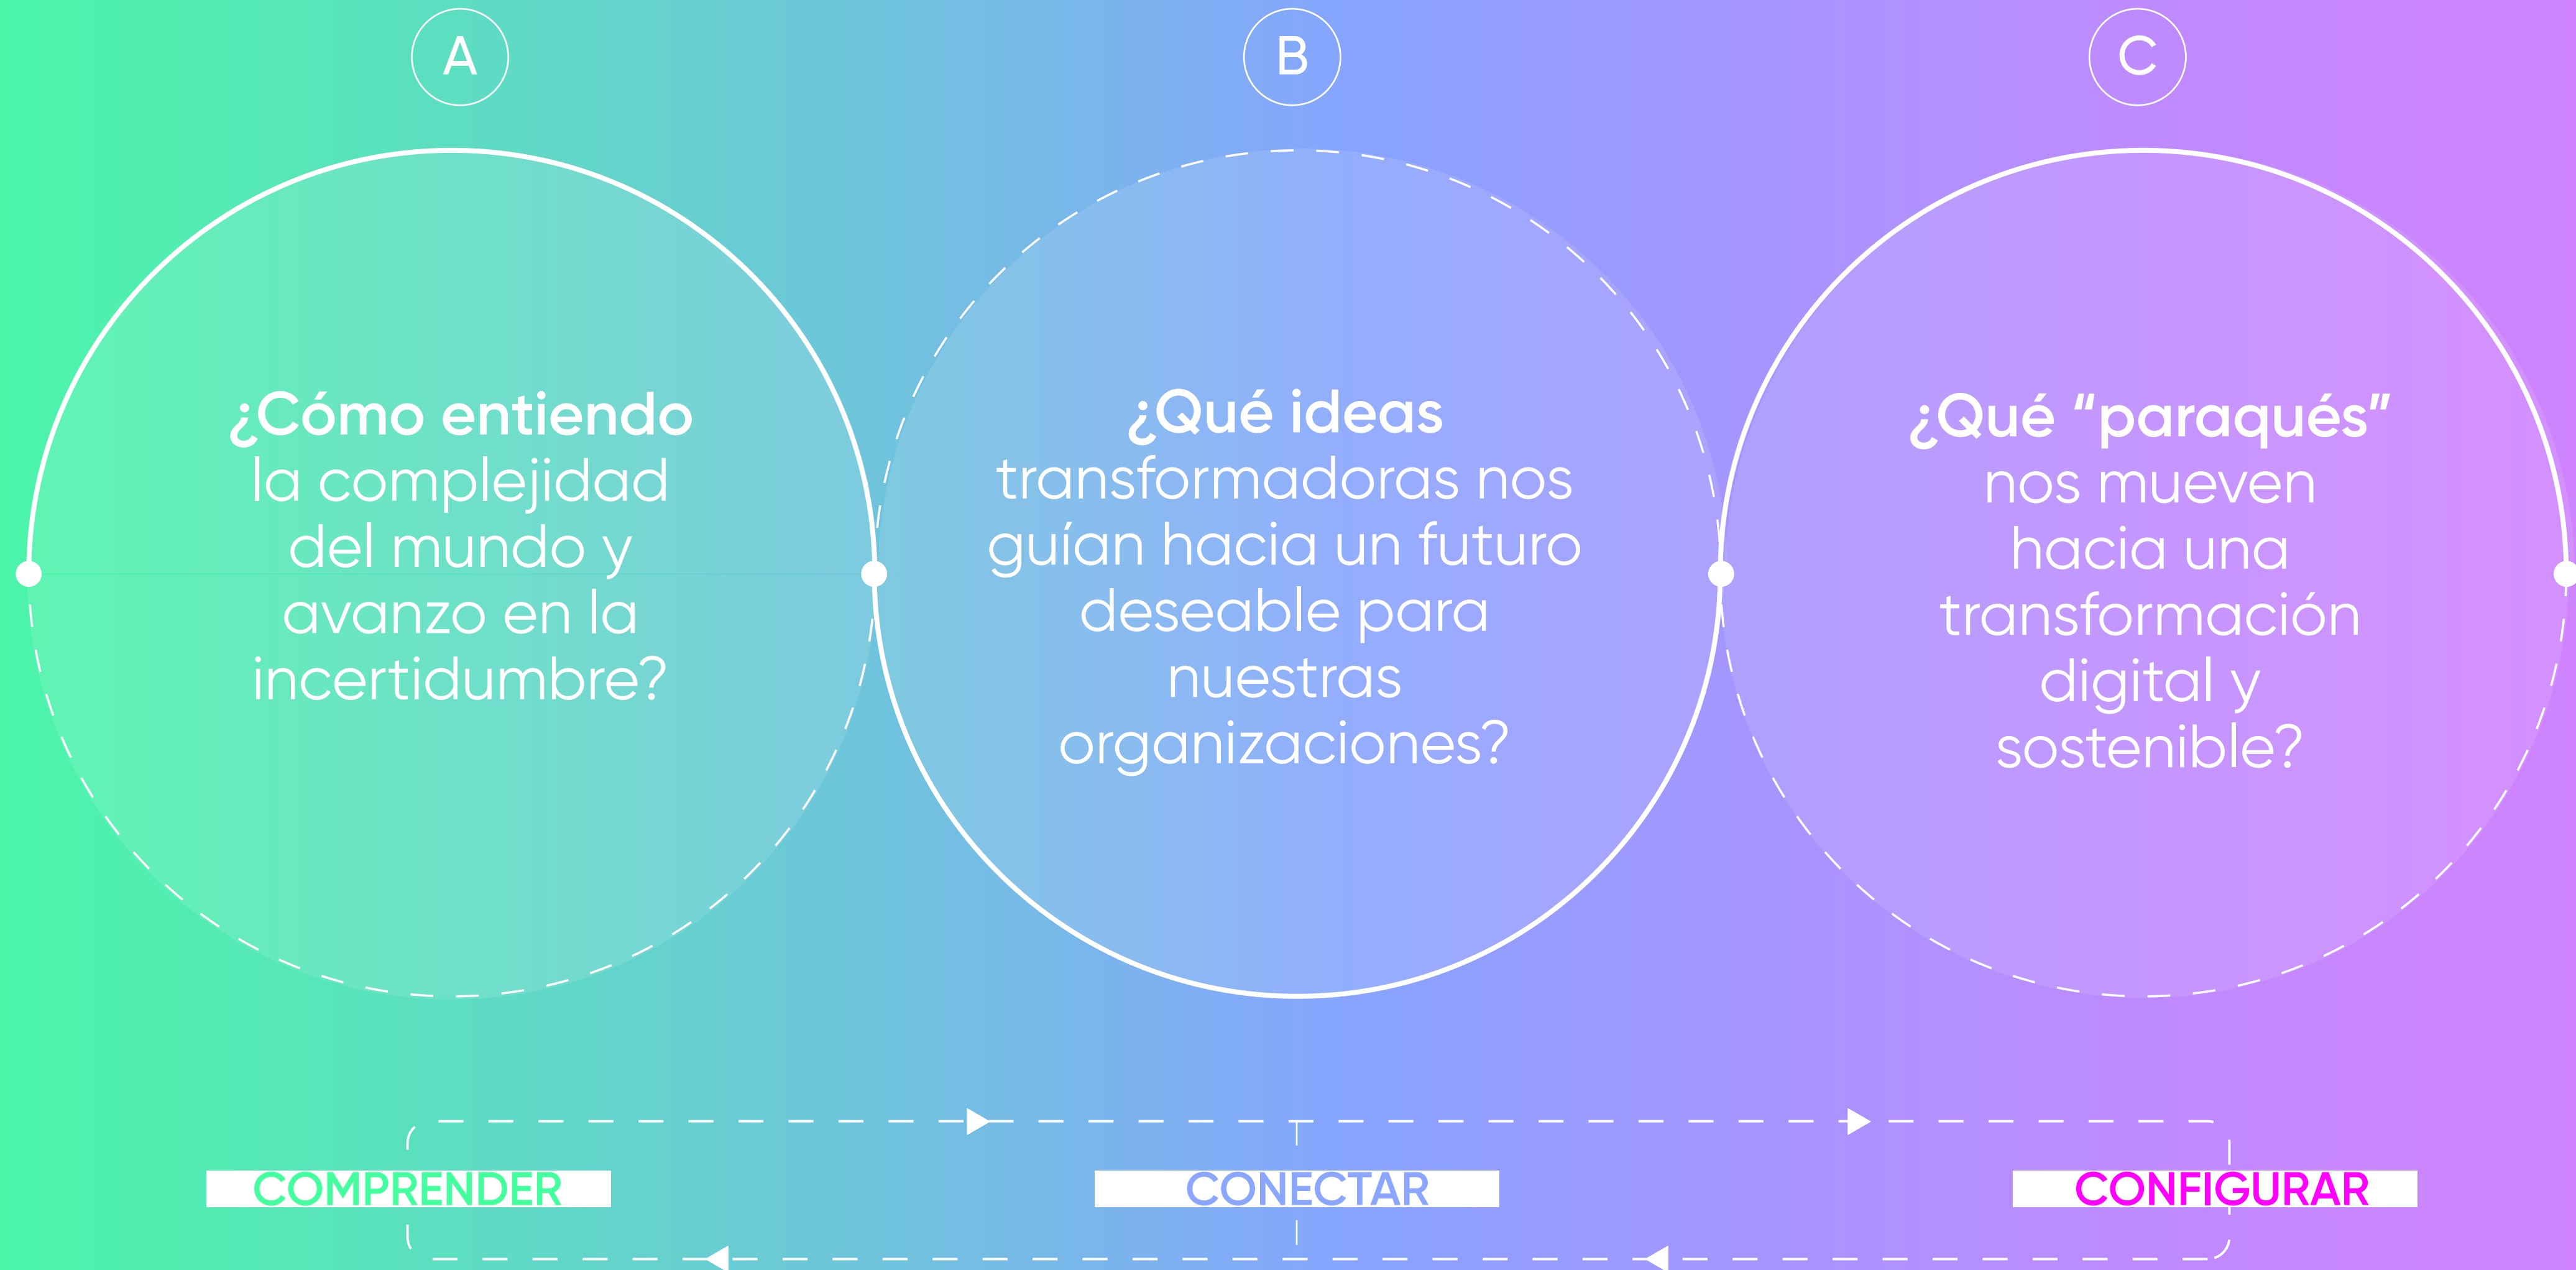 A
¿Cómo entiendo
la complejidad
del mundo y
avanzo en la
incertidumbre?
B
¿Qué ideas
transformadoras nos
guían hacia un futuro
deseable para
nuestras
organizaciones?
C
¿Qué “paraqués”
nos mueven
hacia una
transformación
digital y
sostenible?
COMPRENDER
CONECTAR
CONFIGURAR